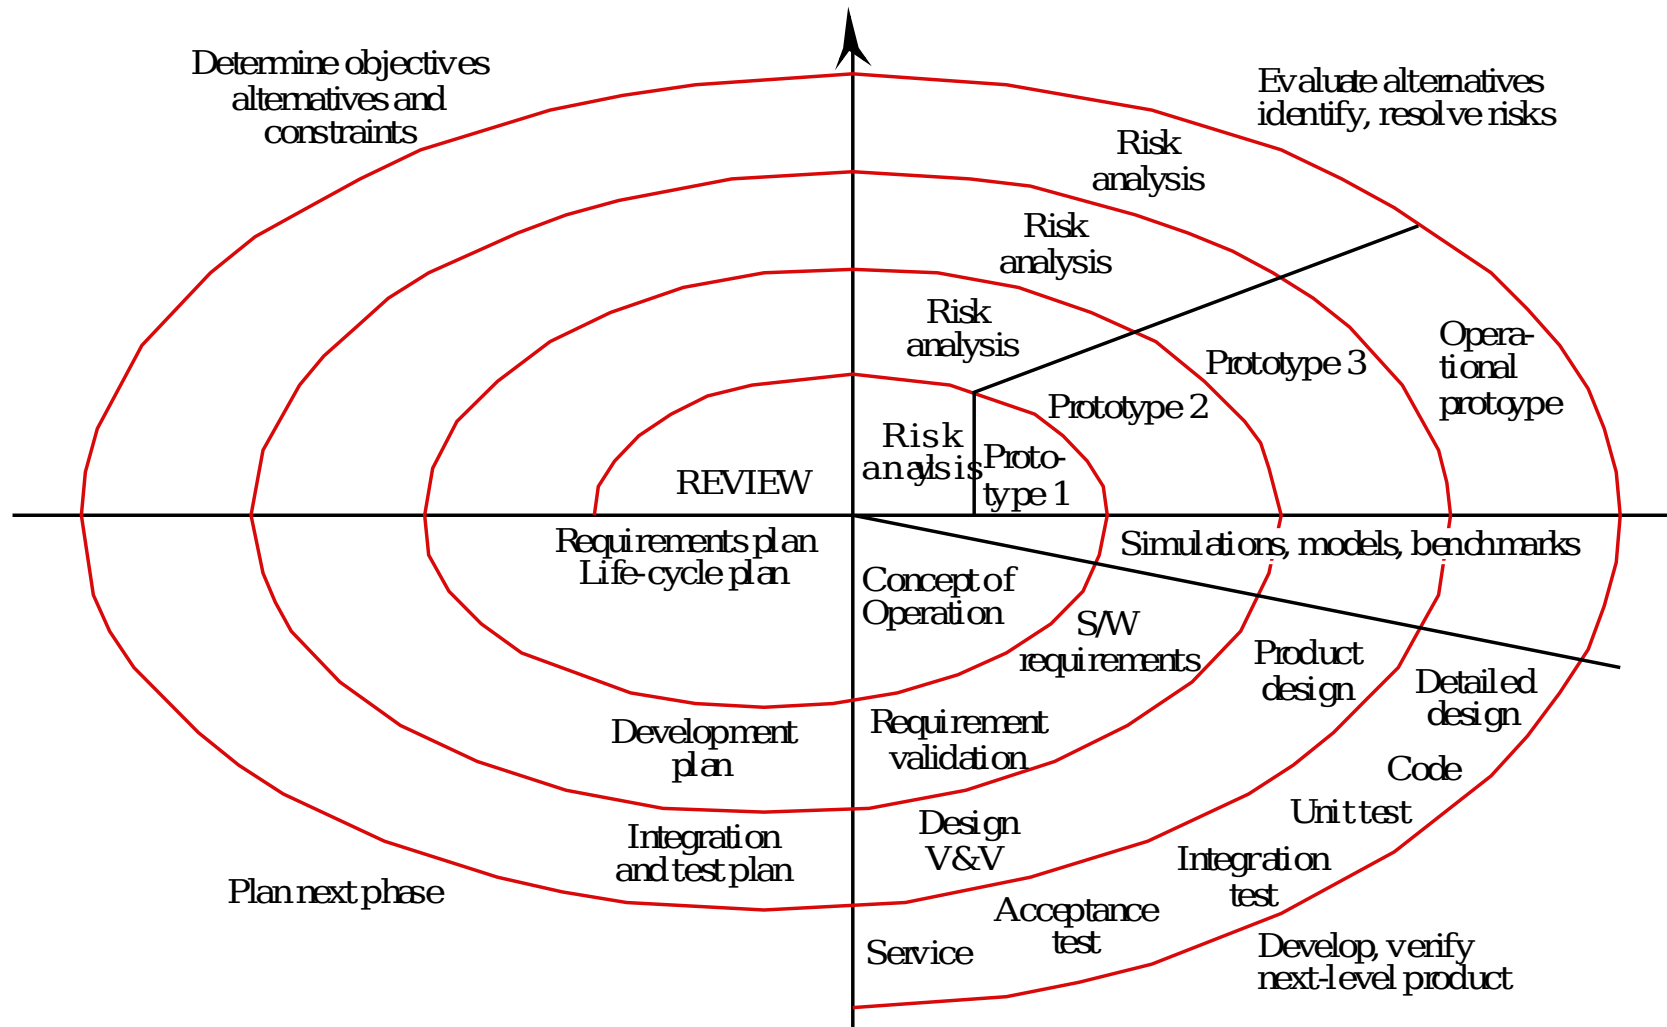 Determine objectives
alternatives and
constraints
Evaluate alternatives
identify, resolve risks
Risk
analysis
Risk
analysis
Risk
analysis
Risk
analysis
Proto-
type 1
Prototype 2
Prototype 3
Opera-
tional
protoype
REVIEW
Requirements plan
Life-cycle plan
Simulations, models, benchmarks
Concept of
Operation
S/W
requirements
Product
design
Detailed
design
Development
plan
Requirement
validation
Code
Unit test
Integration
and test plan
Design
V&V
Integration
test
Plan next phase
Acceptance
test
Service
Develop, verify
next-level product